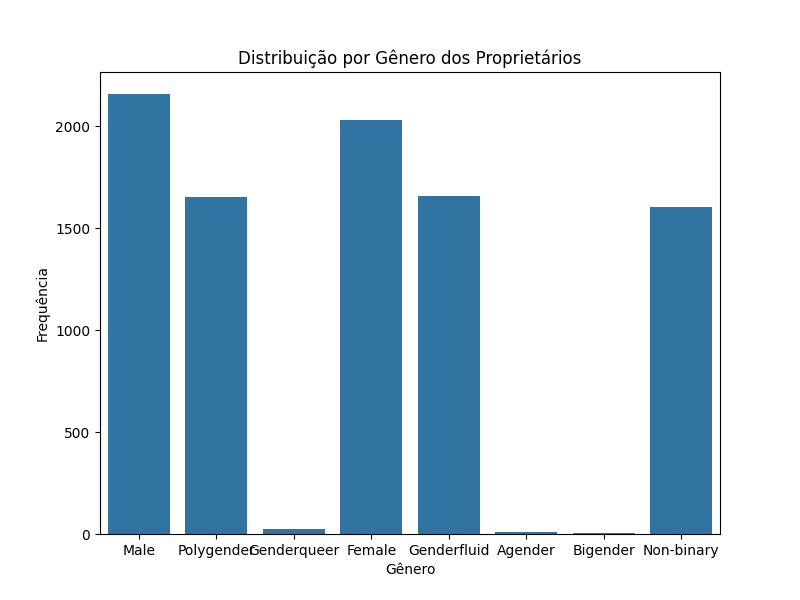 Distribuição por Gênero dos Proprietários
Frequência
2000
1500
1000
500
0
Male Polygender Genderqueer Female Genderfluid Agender Bigender Non-binary
Gênero